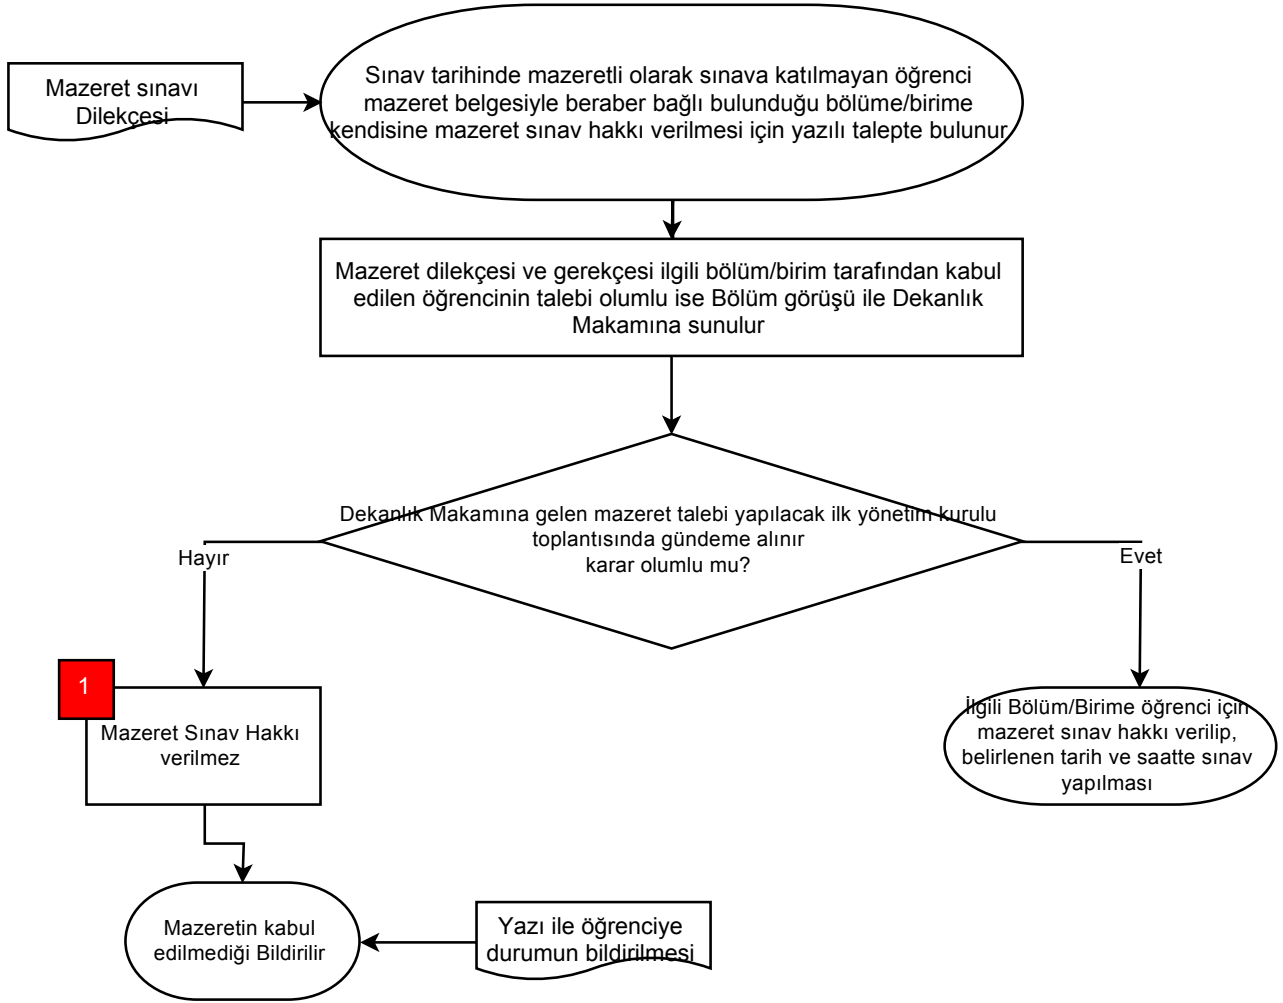 Mazeret sınavı
Dilekçesi
Sınav tarihinde mazeretli olarak sınava katılmayan öğrenci
mazeret belgesiyle beraber bağlı bulunduğu bölüme/birime
kendisine mazeret sınav hakkı verilmesi için yazılı talepte bulunur
Mazeret dilekçesi ve gerekçesi ilgili bölüm/birim tarafından kabul
edilen öğrencinin talebi olumlu ise Bölüm görüşü ile Dekanlık
Makamına sunulur
Dekanlık Makamına gelen mazeret talebi yapılacak ilk yönetim kurulu
toplantısında gündeme alınır
karar olumlu mu?
Hayır
Evet
1
Mazeret Sınav Hakkı
verilmez
İlgili Bölüm/Birime öğrenci için
mazeret sınav hakkı verilip,
belirlenen tarih ve saatte sınav
yapılması
Mazeretin kabul
edilmediği Bildirilir
Yazı ile öğrenciye
durumun bildirilmesi